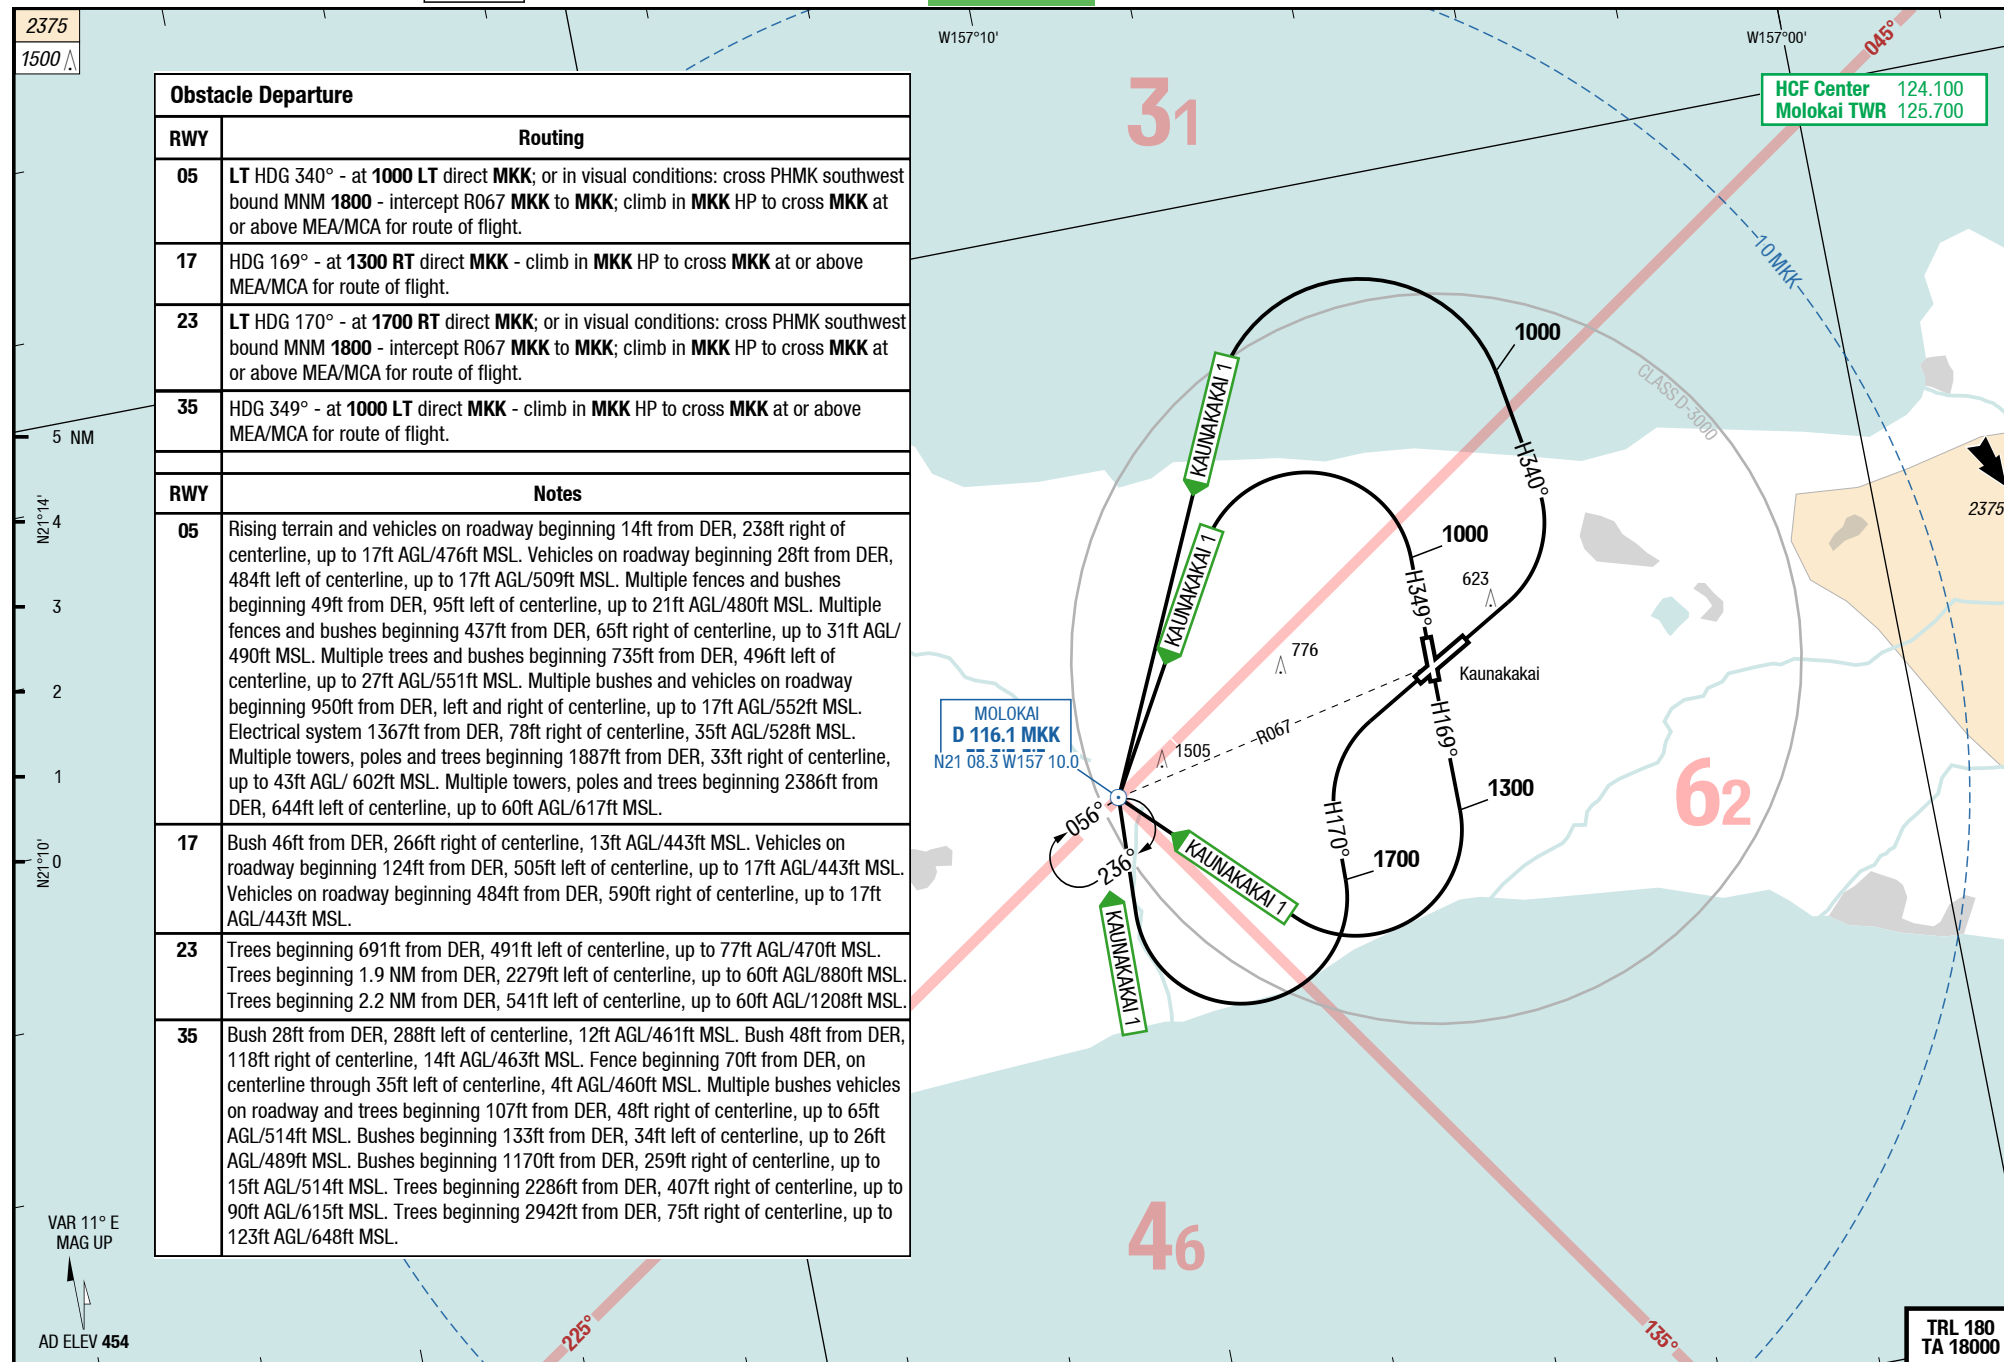 2375
1500
W157°10'
W157°00'
045°
HCF Center 124.100
Molokai TWR 125.700
31
Obstacle Departure
RWY Routing
05 LT HDG 340° - at 1000 LT direct MKK; or in visual conditions: cross PHMK southwest
bound MNM 1800 - intercept R067 MKK to MKK; climb in MKK HP to cross MKK at
or above MEA/MCA for route of flight.
17 HDG 169° - at 1300 RT direct MKK - climb in MKK HP to cross MKK at or above
MEA/MCA for route of flight.
23 LT HDG 170° - at 1700 RT direct MKK; or in visual conditions: cross PHMK southwest
bound MNM 1800 - intercept R067 MKK to MKK; climb in MKK HP to cross MKK at
or above MEA/MCA for route of flight.
35 HDG 349° - at 1000 LT direct MKK - climb in MKK HP to cross MKK at or above
MEA/MCA for route of flight.
RWY Notes
05 Rising terrain and vehicles on roadway beginning 14ft from DER, 238ft right of
centerline, up to 17ft AGL/476ft MSL. Vehicles on roadway beginning 28ft from DER,
484ft left of centerline, up to 17ft AGL/509ft MSL. Multiple fences and bushes
beginning 49ft from DER, 95ft left of centerline, up to 21ft AGL/480ft MSL. Multiple
fences and bushes beginning 437ft from DER, 65ft right of centerline, up to 31ft AGL/
490ft MSL. Multiple trees and bushes beginning 735ft from DER, 496ft left of
centerline, up to 27ft AGL/551ft MSL. Multiple bushes and vehicles on roadway
beginning 950ft from DER, left and right of centerline, up to 17ft AGL/552ft MSL.
Electrical system 1367ft from DER, 78ft right of centerline, 35ft AGL/528ft MSL.
Multiple towers, poles and trees beginning 1887ft from DER, 33ft right of centerline,
up to 43ft AGL/ 602ft MSL. Multiple towers, poles and trees beginning 2386ft from
DER, 644ft left of centerline, up to 60ft AGL/617ft MSL.
17 Bush 46ft from DER, 266ft right of centerline, 13ft AGL/443ft MSL. Vehicles on
roadway beginning 124ft from DER, 505ft left of centerline, up to 17ft AGL/443ft MSL.
Vehicles on roadway beginning 484ft from DER, 590ft right of centerline, up to 17ft
AGL/443ft MSL.
23 Trees beginning 691ft from DER, 491ft left of centerline, up to 77ft AGL/470ft MSL.
Trees beginning 1.9 NM from DER, 2279ft left of centerline, up to 60ft AGL/880ft MSL.
Trees beginning 2.2 NM from DER, 541ft left of centerline, up to 60ft AGL/1208ft MSL.
35 Bush 28ft from DER, 288ft left of centerline, 12ft AGL/461ft MSL. Bush 48ft from DER,
118ft right of centerline, 14ft AGL/463ft MSL. Fence beginning 70ft from DER, on
centerline through 35ft left of centerline, 4ft AGL/460ft MSL. Multiple bushes vehicles
on roadway and trees beginning 107ft from DER, 48ft right of centerline, up to 65ft
AGL/514ft MSL. Bushes beginning 133ft from DER, 34ft left of centerline, up to 26ft
AGL/489ft MSL. Bushes beginning 1170ft from DER, 259ft right of centerline, up to
15ft AGL/514ft MSL. Trees beginning 2286ft from DER, 407ft right of centerline, up to
90ft AGL/615ft MSL. Trees beginning 2942ft from DER, 75ft right of centerline, up to
123ft AGL/648ft MSL.
5 NM
4
3
2
1
0
N21°14'
N21°10'
10 MKK
CLASS D-3000
1000
H340°
KAUNAKAKAI 1
KAUNAKAKAI 1
1000
H349°
623
776
Kaunakakai
2375
MOLOKAI
D 116.1 MKK
N21 08.3 W157 10.0
1505
R067
H169°
1300
H170°
1700
62
056°
236°
KAUNAKAKAI 1
KAUNAKAKAI 1
46
VAR 11° E
MAG UP
AD ELEV 454
225°
135°
TRL 180
TA 18000